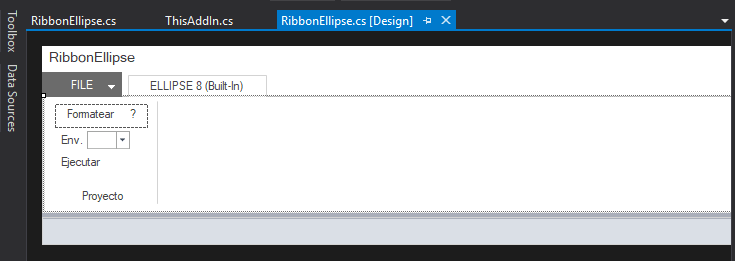 RibbonEllipse.cs ThisAddIn.cs RibbonEllipse.cs [Design]
Toolbox
Data Sources
RibbonEllipse
FILE ELLIPSE 8 (Built-In)
Formatear ?
Env.
Ejecutar
Proyecto